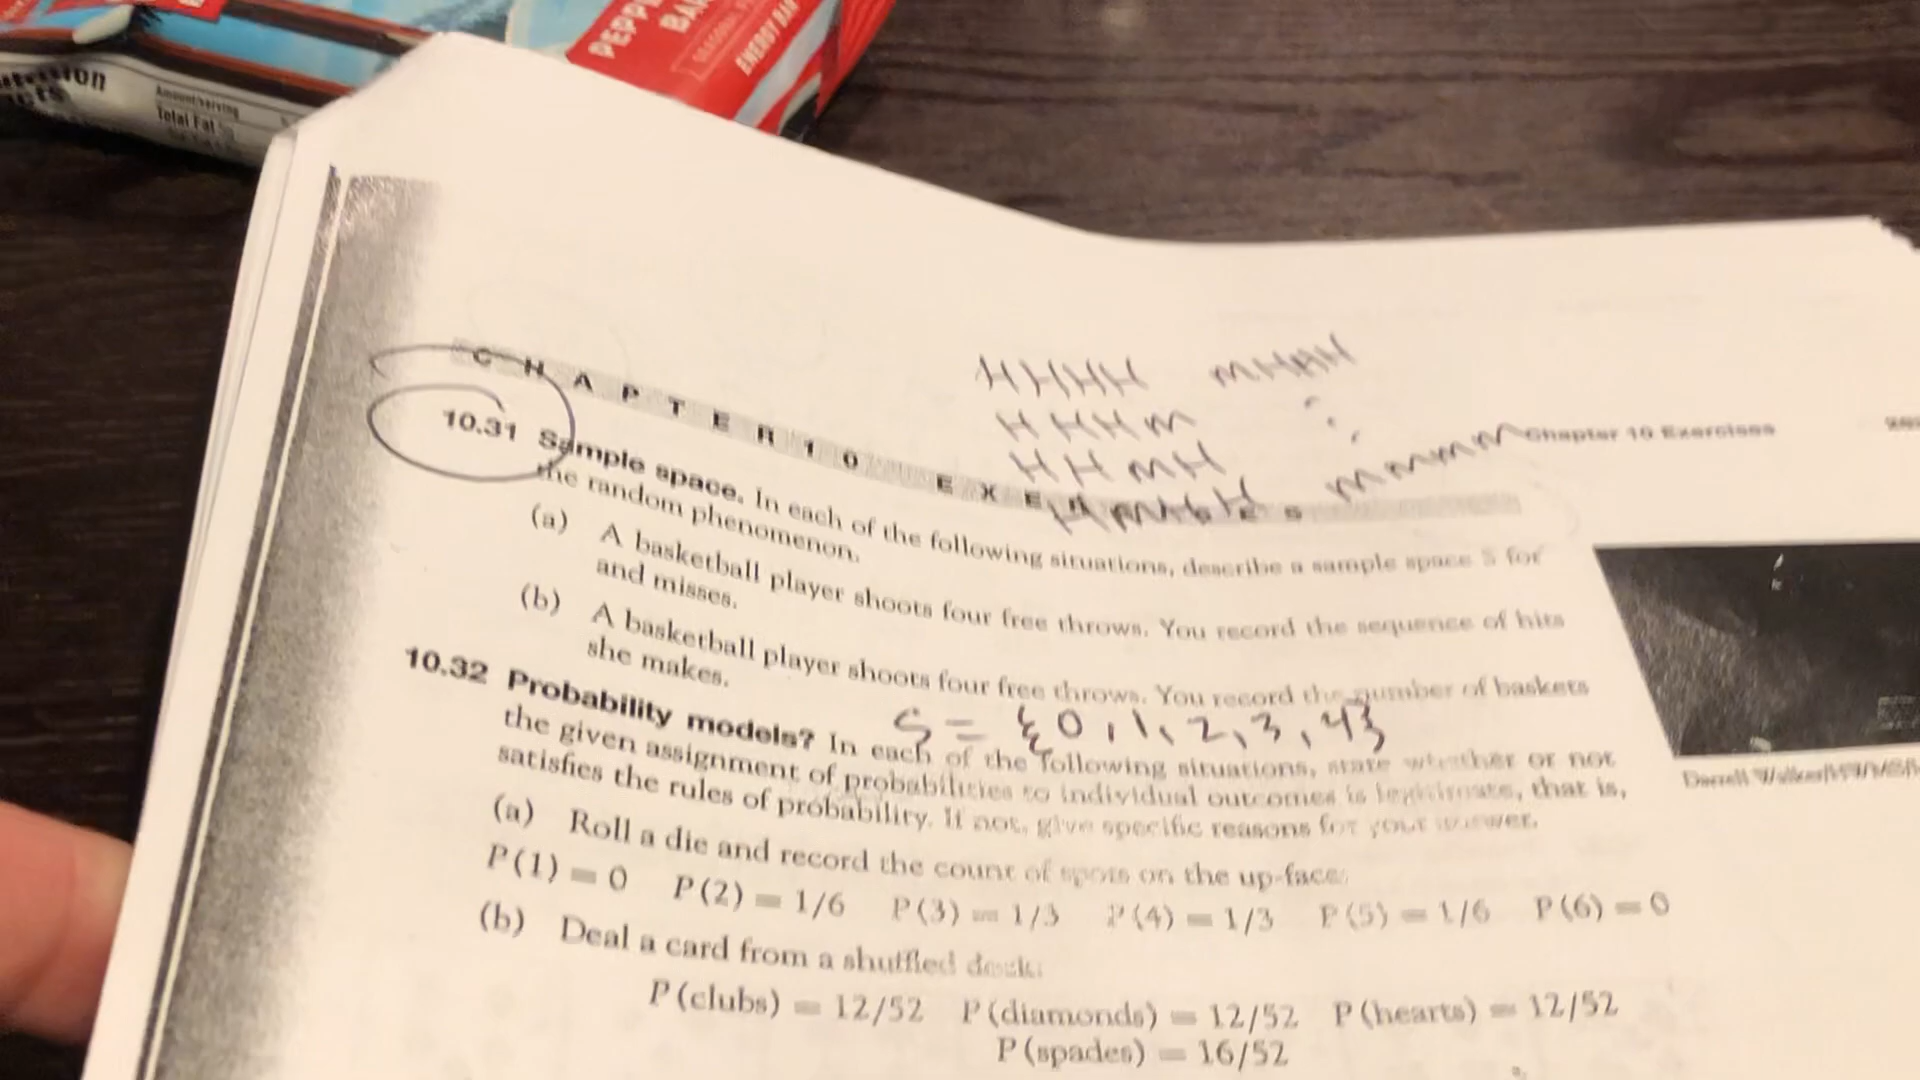 PEPP
BAR
ENERGY BAR
Amount/serving
Total Fat
HHHH MHHH
HHHM
HHMH
MMMM
Chapter 10 Exercises
CHAPTER 10 EXE
10.31 Sample space. In each of the following situations, describe a sample space S for
the random phenomenon.
(a) A basketball player shoots four free throws. You record the sequence of hits
and misses.
(b) A basketball player shoots four free throws. You record the number of baskets
she makes.
S = {0, 1, 2, 3, 4}
10.32 Probability models? In each of the following situations, state whether or not
the given assignment of probabilities to individual outcomes is legitimate, that is,
satisfies the rules of probability. If not, give specific reasons for your answer.
(a) Roll a die and record the count of spots on the up-face:
P(1) = 0 P(2) = 1/6 P(3) = 1/3 P(4) = 1/3 P(5) = 1/6 P(6) = 0
(b) Deal a card from a shuffled deck:
P(clubs) = 12/52 P(diamonds) = 12/52 P(hearts) = 12/52
P(spades) = 16/52